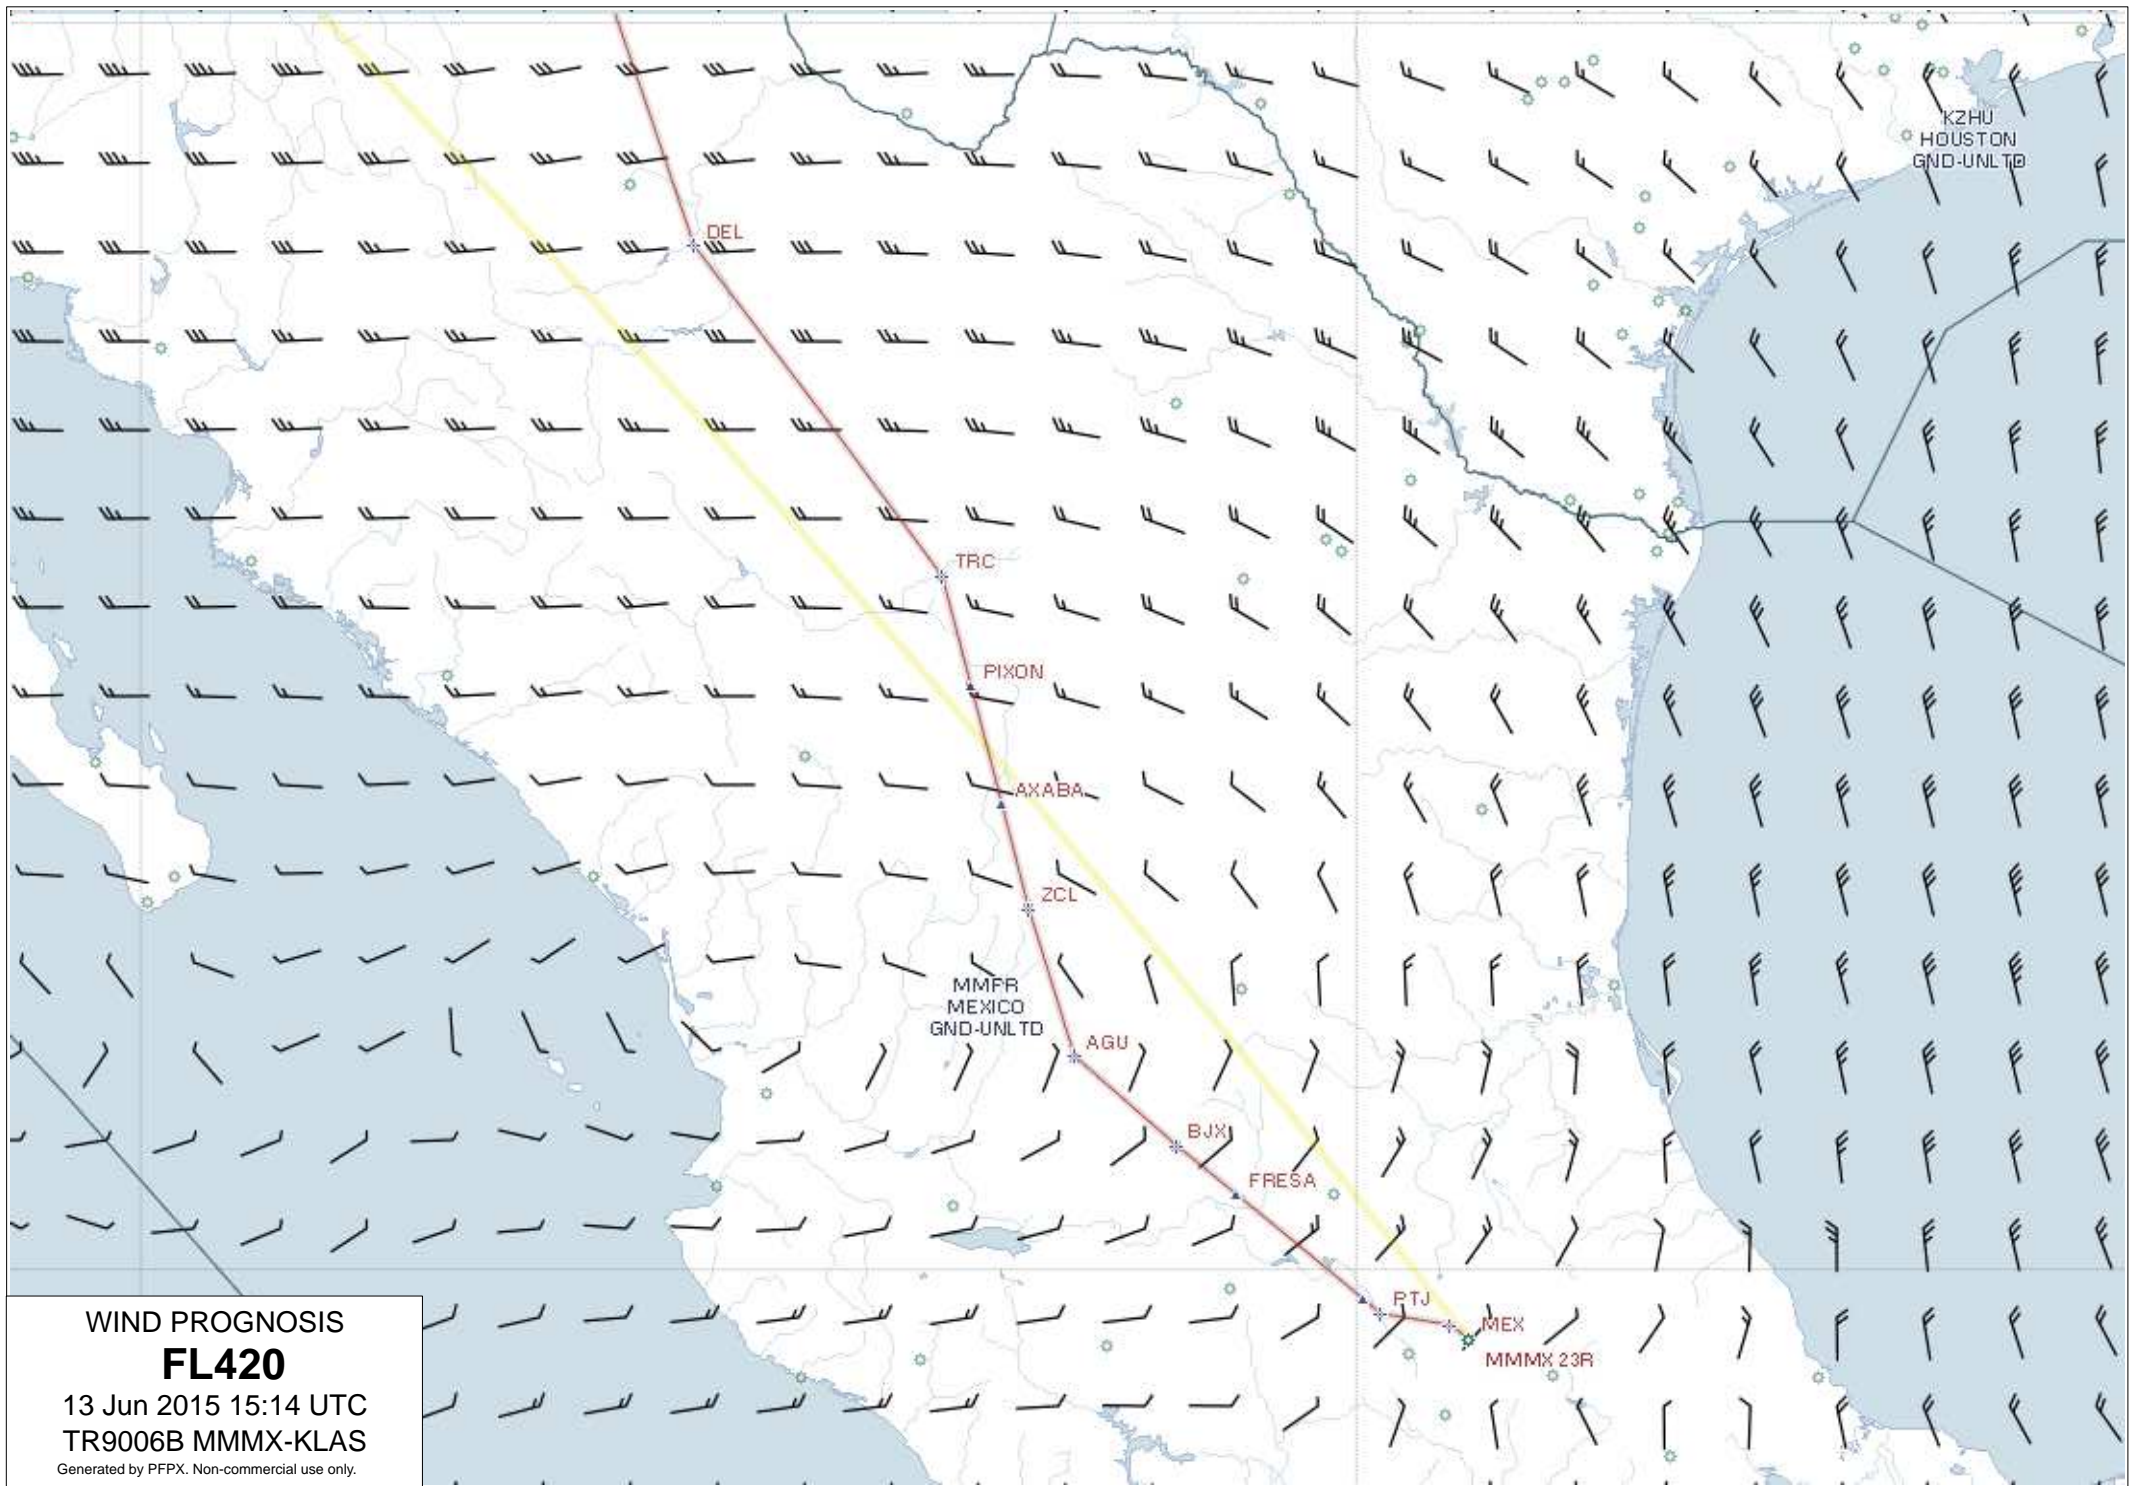 KZHU
HOUSTON
GND-UNLTD
DEL
TRC
PIXON
AXABA
ZCL
MMFR
MEXICO
GND-UNLTD
AGU
BJX
FRESA
PTJ
MEX
MMMX 23R
WIND PROGNOSIS
FL420
13 Jun 2015 15:14 UTC
TR9006B MMMX-KLAS
Generated by PFPX. Non-commercial use only.